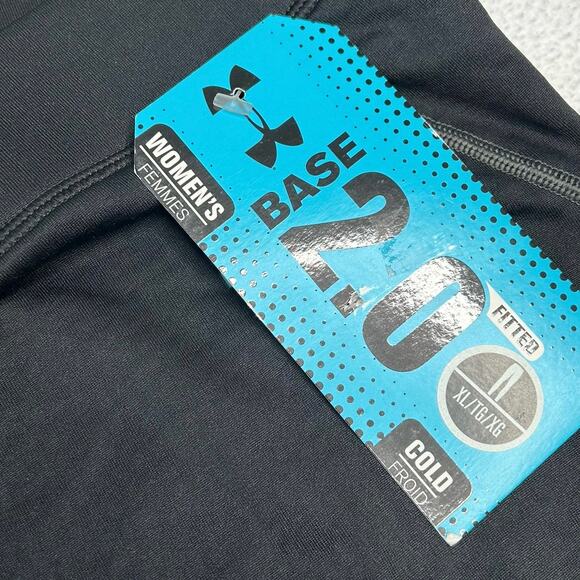 WOMEN'S
FEMMES
BASE
2.0
FITTED
XL/TG/XG
COLD
FROID